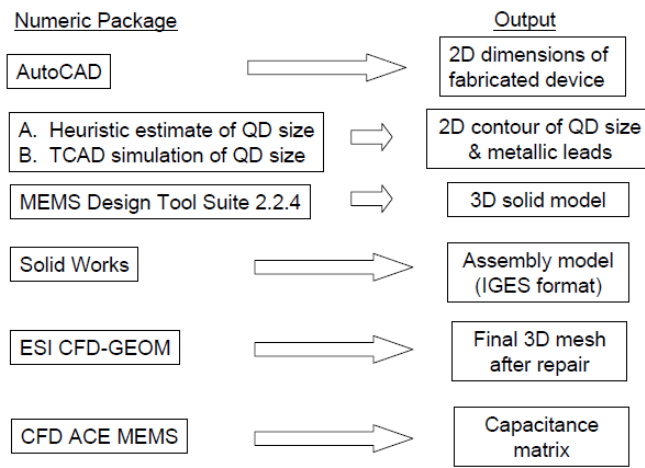 Numeric Package
Output
AutoCAD
2D dimensions of
fabricated device
A. Heuristic estimate of QD size
B. TCAD simulation of QD size
2D contour of QD size
& metallic leads
MEMS Design Tool Suite 2.2.4
3D solid model
Solid Works
Assembly model
(IGES format)
ESI CFD-GEOM
Final 3D mesh
after repair
CFD ACE MEMS
Capacitance
matrix